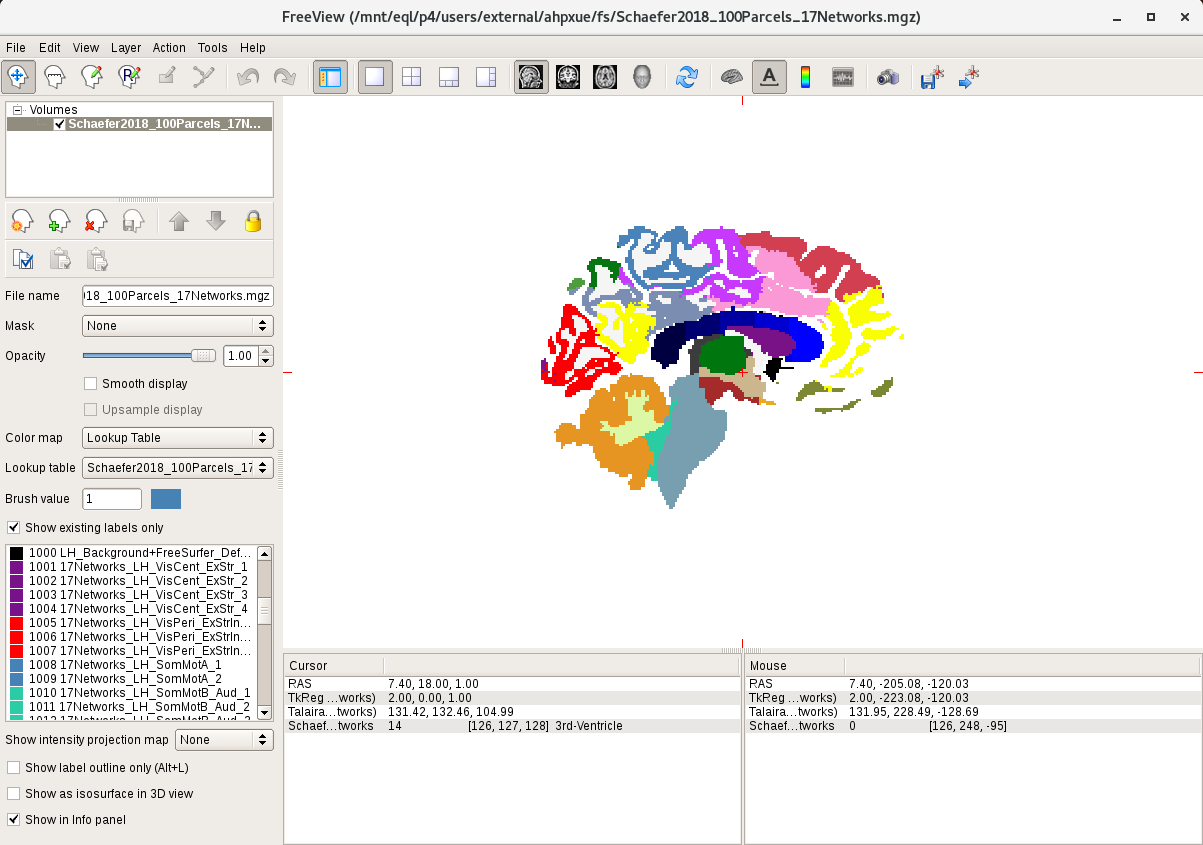 FreeView (/mnt/eql/p4/users/external/ahpxue/fs/Schaefer2018_100Parcels_17Networks.mgz)
File Edit View Layer Action Tools Help
R
A
Volumes
Schaefer2018_100Parcels_17N...
File name 018_100Parcels_17Networks.mgz
Mask None
Opacity 1.00
Smooth display
Upsample display
Color map Lookup Table
Lookup table Schaefer2018_100Parcels_17
Brush value 1
Show existing labels only
1000 LH_Background+FreeSurfer_Def...
1001 17Networks_LH_VisCent_ExStr_1
1002 17Networks_LH_VisCent_ExStr_2
1003 17Networks_LH_VisCent_ExStr_3
1004 17Networks_LH_VisCent_ExStr_4
1005 17Networks_LH_VisPeri_ExStrIn...
1006 17Networks_LH_VisPeri_ExStrIn...
1007 17Networks_LH_VisPeri_ExStrIn...
1008 17Networks_LH_SomMotA_1
1009 17Networks_LH_SomMotA_2
1010 17Networks_LH_SomMotB_Aud_1
1011 17Networks_LH_SomMotB_Aud_2
Show intensity projection map None
Show label outline only (Alt+L)
Show as isosurface in 3D view
Show in Info panel
Cursor
RAS 7.40, 18.00, 1.00
TkReg ...works) 2.00, 0.00, 1.00
Talaira...tworks) 131.42, 132.46, 104.99
Schaef...tworks 14 [126, 127, 128] 3rd-Ventricle
Mouse
RAS 7.40, -205.08, -120.03
TkReg ...works) 2.00, -223.08, -120.03
Talaira...tworks) 131.95, 228.49, -128.69
Schaef...tworks 0 [126, 248, -95]